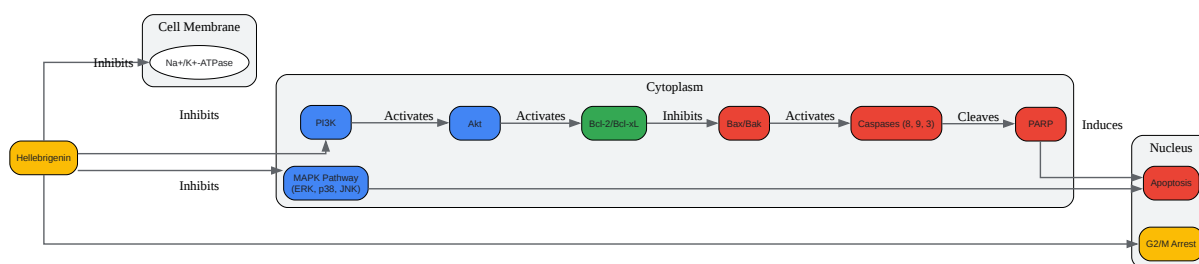 Cell Membrane
Inhibits
Na+/K+-ATPase
Cytoplasm
Inhibits
PI3K
Activates
Akt
Activates
Bcl-2/Bcl-xL
Inhibits
Bax/Bak
Activates
Caspases (8, 9, 3)
Cleaves
PARP
Induces
Hellebrigenin
Inhibits
MAPK Pathway
(ERK, p38, JNK)
Nucleus
Apoptosis
G2/M Arrest